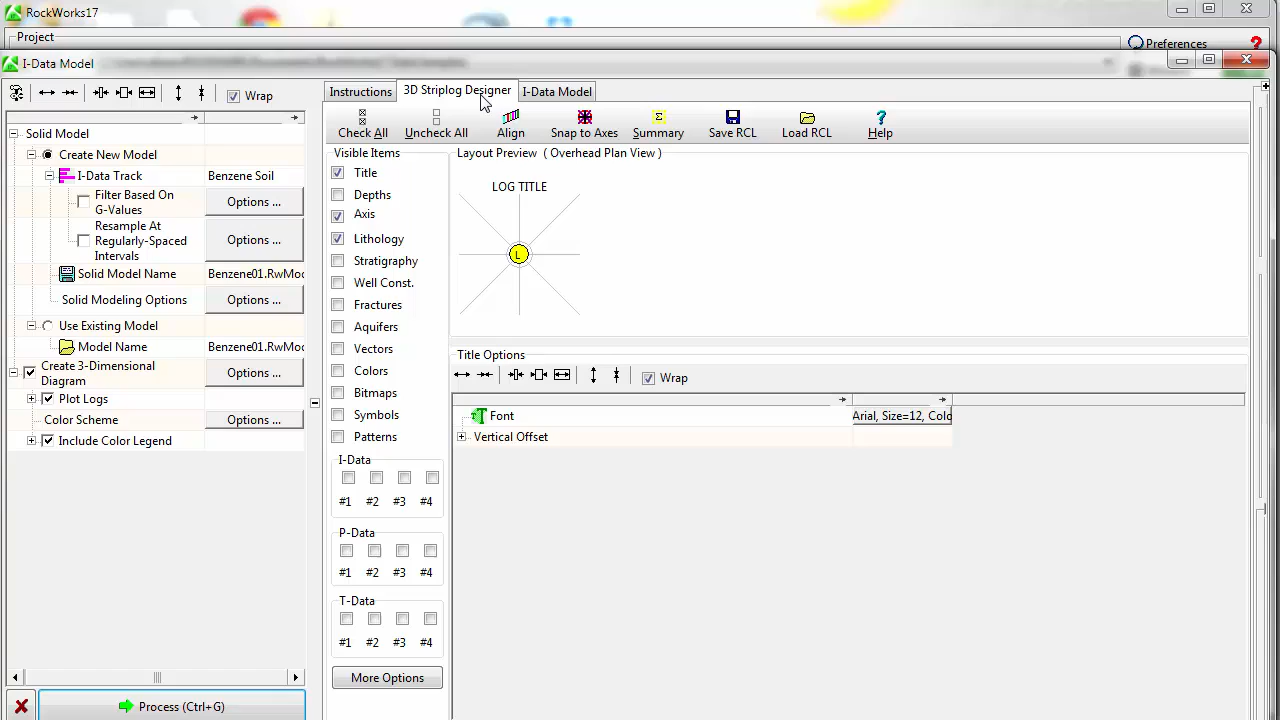 RockWorks17
Project
Preferences
?
I-Data Model
Wrap
Instructions
3D Striplog Designer
I-Data Model
Check All
Uncheck All
Align
Snap to Axes
Summary
Save RCL
Load RCL
Help
Solid Model
Create New Model
I-Data Track
Benzene Soil
Filter Based On
G-Values
Options ...
Resample At
Regularly-Spaced
Intervals
Options ...
Solid Model Name
Benzene01.RwMod
Solid Modeling Options
Options ...
Use Existing Model
Model Name
Benzene01.RwMod
Create 3-Dimensional
Diagram
Options ...
Plot Logs
Color Scheme
Options ...
Include Color Legend
Process (Ctrl+G)
Visible Items
Title
Depths
Axis
Lithology
Stratigraphy
Well Const.
Fractures
Aquifers
Vectors
Colors
Bitmaps
Symbols
Patterns
I-Data
#1 #2 #3 #4
P-Data
#1 #2 #3 #4
T-Data
#1 #2 #3 #4
More Options
Layout Preview ( Overhead Plan View )
LOG TITLE
L
Title Options
Wrap
Font
Arial, Size=12, Colo
Vertical Offset